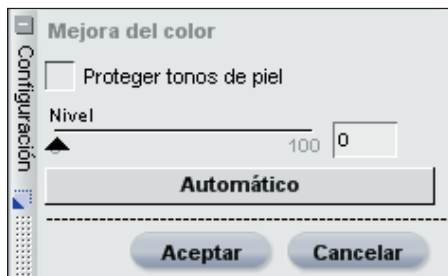 Configuración
Mejora del color
Proteger tonos de piel
Nivel
100 0
Automático
Aceptar Cancelar